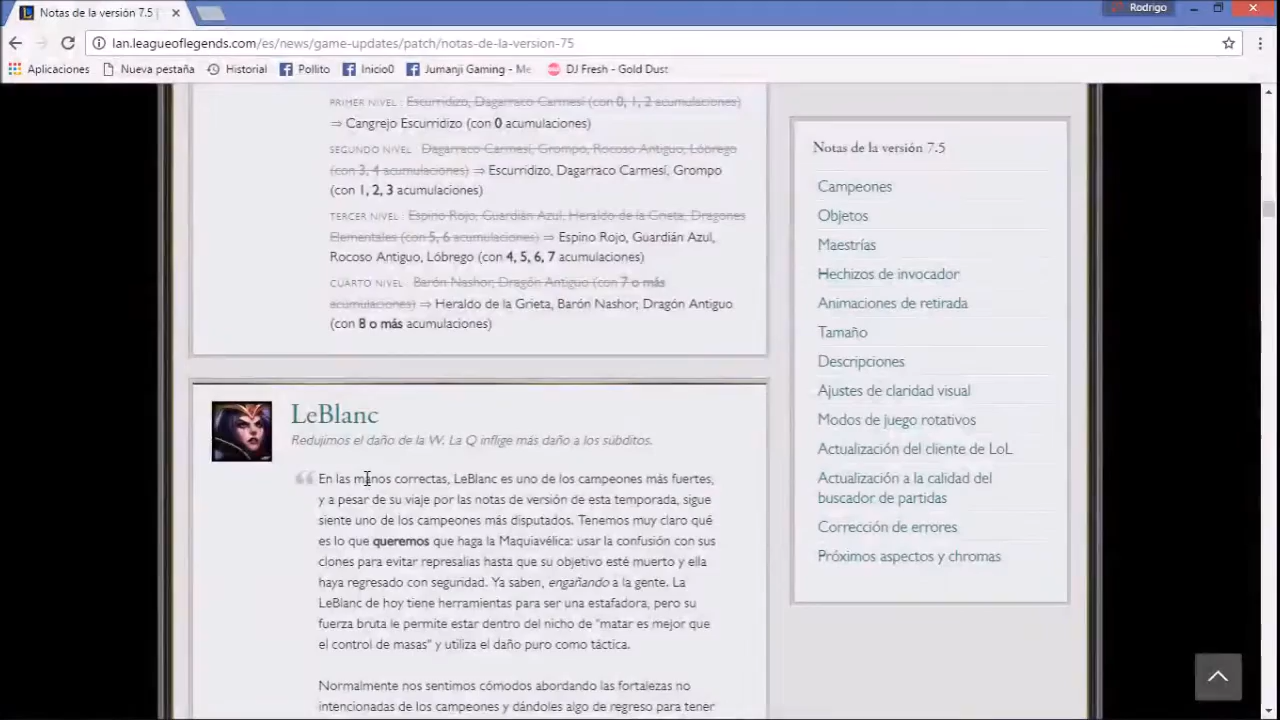 Notas de la versión 7.5 |
Rodrigo
lan.leagueoflegends.com/es/news/game-updates/patch/notas-de-la-version-75
Aplicaciones Nueva pestaña Historial Pollito Inicio0 Jumanji Gaming - Me DJ Fresh - Gold Dust
PRIMER NIVEL : Escurridizo, Dagarraco Carmesí (con 0, 1, 2 acumulaciones)
⇒ Cangrejo Escurridizo (con 0 acumulaciones)
SEGUNDO NIVEL : Dagarraco Carmesí, Grompo, Rocoso Antiguo, Lóbrego
(con 3, 4 acumulaciones) ⇒ Escurridizo, Dagarraco Carmesí, Grompo
(con 1, 2, 3 acumulaciones)
TERCER NIVEL : Espino Rojo, Guardián Azul, Heraldo de la Grieta, Dragones
Elementales (con 5, 6 acumulaciones) ⇒ Espino Rojo, Guardián Azul,
Rocoso Antiguo, Lóbrego (con 4, 5, 6, 7 acumulaciones)
CUARTO NIVEL : Barón Nashor, Dragón Antiguo (con 7 o más
acumulaciones) ⇒ Heraldo de la Grieta, Barón Nashor, Dragón Antiguo
(con 8 o más acumulaciones)
LeBlanc
Redujimos el daño de la W. La Q inflige más daño a los súbditos.
En las manos correctas, LeBlanc es uno de los campeones más fuertes,
y a pesar de su viaje por las notas de versión de esta temporada, sigue
siente uno de los campeones más disputados. Tenemos muy claro qué
es lo que queremos que haga la Maquiavélica: usar la confusión con sus
clones para evitar represalias hasta que su objetivo esté muerto y ella
haya regresado con seguridad. Ya saben, engañando a la gente. La
LeBlanc de hoy tiene herramientas para ser una estafadora, pero su
fuerza bruta le permite estar dentro del nicho de "matar es mejor que
el control de masas" y utiliza el daño puro como táctica.
Normalmente nos sentimos cómodos abordando las fortalezas no
intencionadas de los campeones y dándoles algo de regreso para tener
Notas de la versión 7.5
Campeones
Objetos
Maestrías
Hechizos de invocador
Animaciones de retirada
Tamaño
Descripciones
Ajustes de claridad visual
Modos de juego rotativos
Actualización del cliente de LoL
Actualización a la calidad del
buscador de partidas
Corrección de errores
Próximos aspectos y chromas